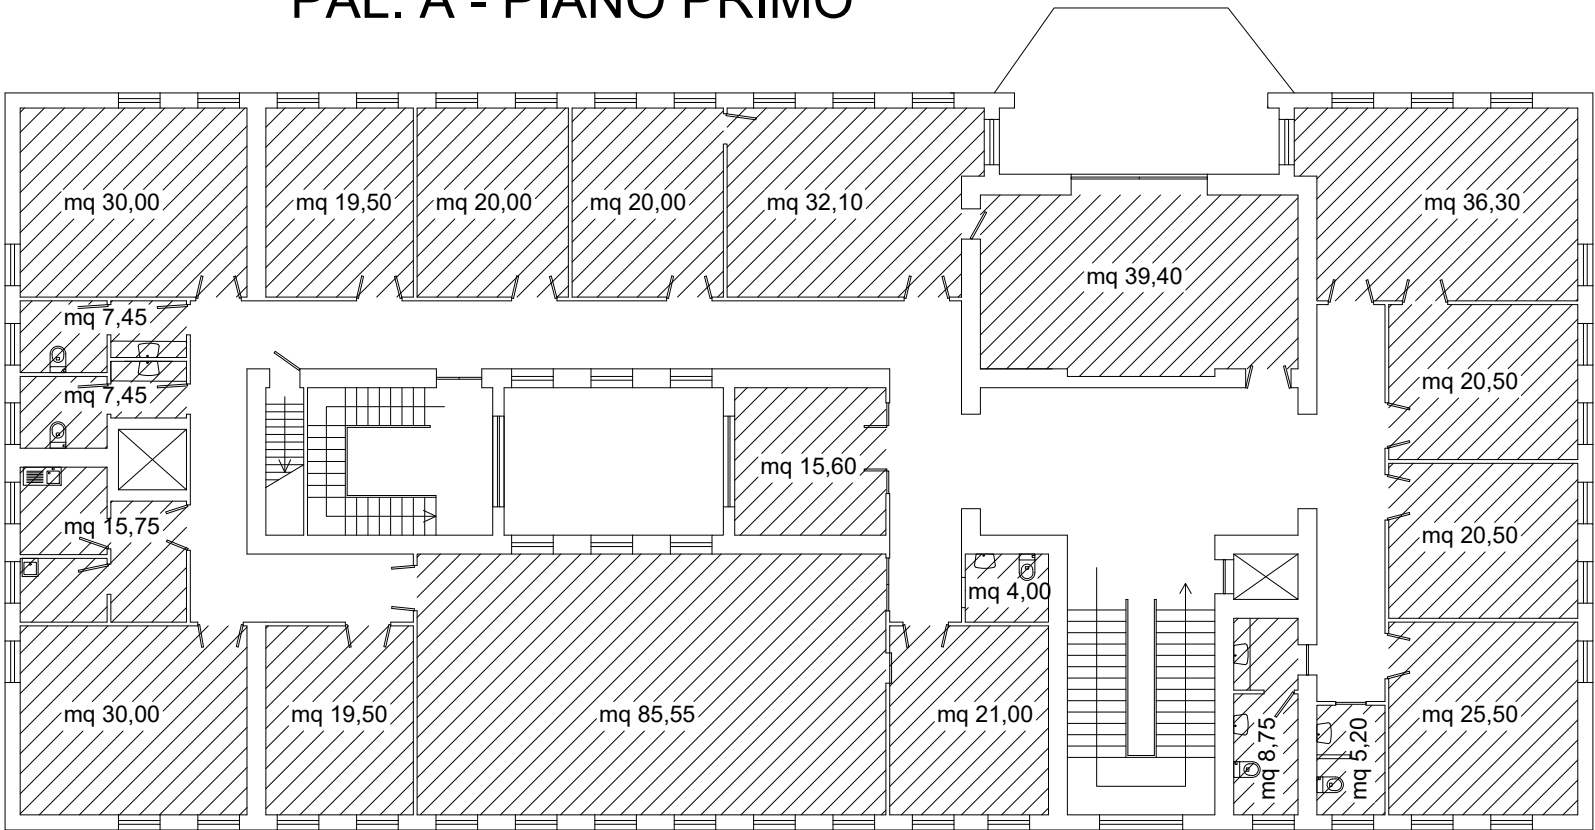 PAL. A - PIANO PRIMO
mq 30,00
mq 19,50
mq 20,00
mq 20,00
mq 32,10
mq 36,30
mq 39,40
mq 7,45
mq 7,45
mq 20,50
mq 15,60
mq 15,75
mq 20,50
mq 4,00
mq 30,00
mq 19,50
mq 85,55
mq 21,00
mq 8,75
mq 5,20
mq 25,50